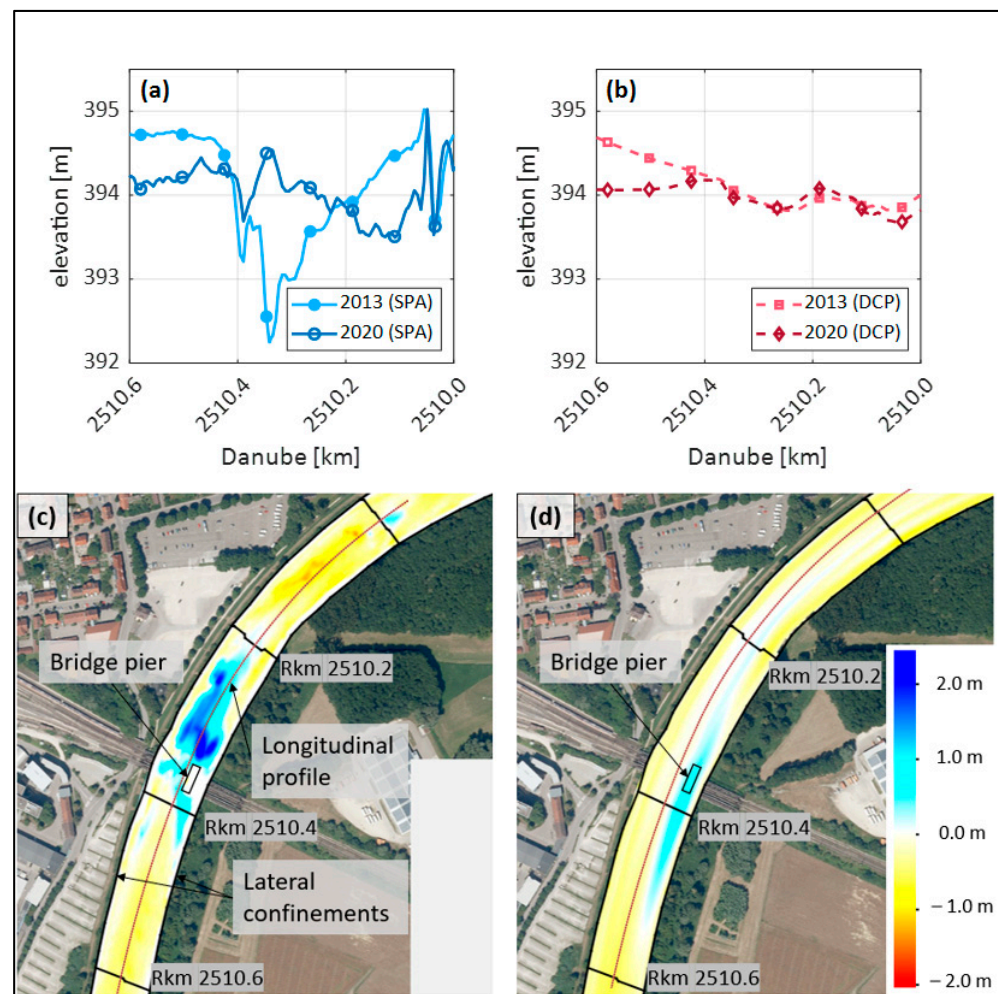 (a)
395
394
393
392
elevation [m]
2013 (SPA)
2020 (SPA)
2510.6
2510.4
2510.2
2510.0
Danube [km]
(b)
395
394
393
392
elevation [m]
2013 (DCP)
2020 (DCP)
2510.6
2510.4
2510.2
2510.0
Danube [km]
(c)
Bridge pier
Rkm 2510.2
Longitudinal
profile
Rkm 2510.4
Lateral
confinements
Rkm 2510.6
(d)
Bridge pier
Rkm 2510.2
Rkm 2510.4
Rkm 2510.6
2.0 m
1.0 m
0.0 m
− 1.0 m
− 2.0 m